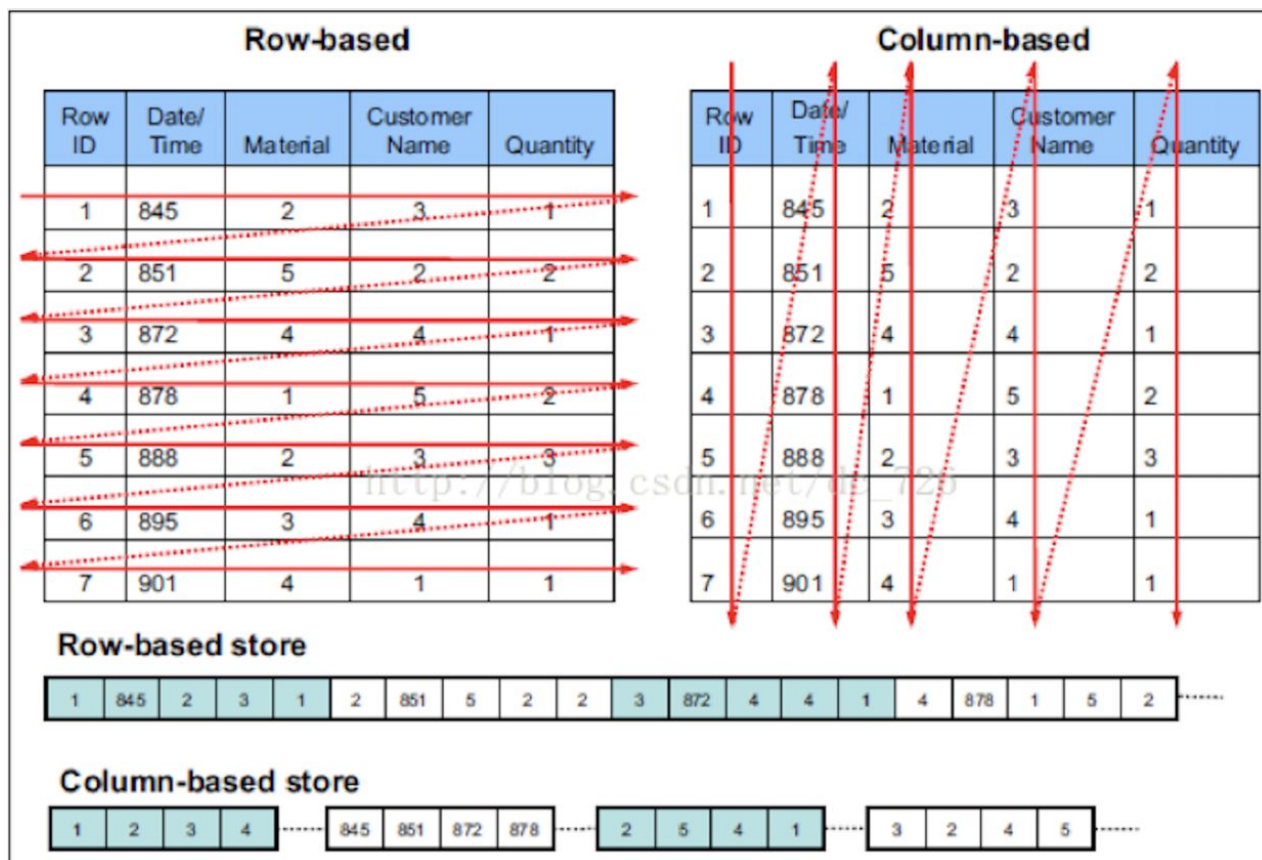 Row-based
Row ID Date/ Time Material Customer Name Quantity
1 845 2 3 1
2 851 5 2 2
3 872 4 4 1
4 878 1 5 2
5 888 2 3 3
6 895 3 4 1
7 901 4 1 1
Column-based
Row ID Date/ Time Material Customer Name Quantity
1 845 2 3 1
2 851 5 2 2
3 872 4 4 1
4 878 1 5 2
5 888 2 3 3
6 895 3 4 1
7 901 4 1 1
http://blog.csdn.net/dc_726
Row-based store
1 845 2 3 1 2 851 5 2 2 3 872 4 4 1 4 878 1 5 2
Column-based store
1 2 3 4 845 851 872 878 2 5 4 1 3 2 4 5